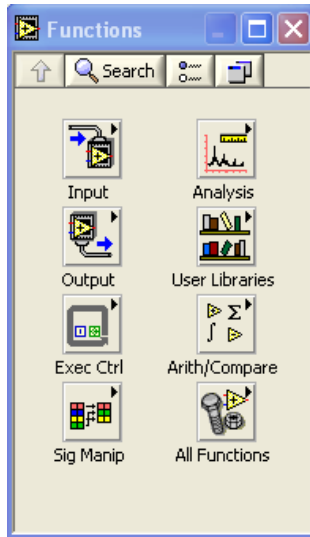 Functions
Search
Input
Analysis
Output
User Libraries
Exec Ctrl
Arith/Compare
Sig Manip
All Functions